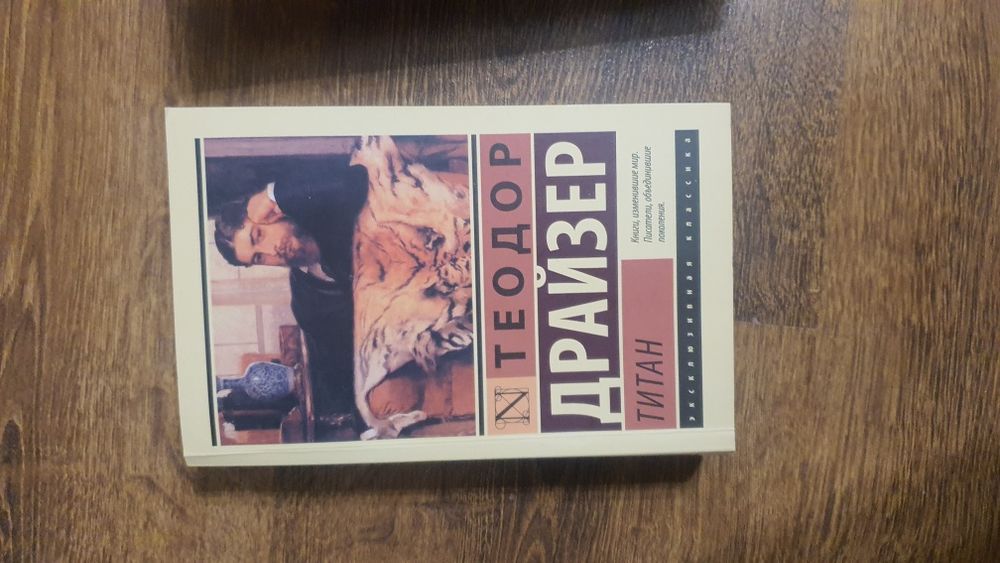 ТЕОДОР
ДРАЙЗЕР
ТИТАН
Книги, изменившие мир.
Писатели, объединившие
поколения.
эксклюзивная классика